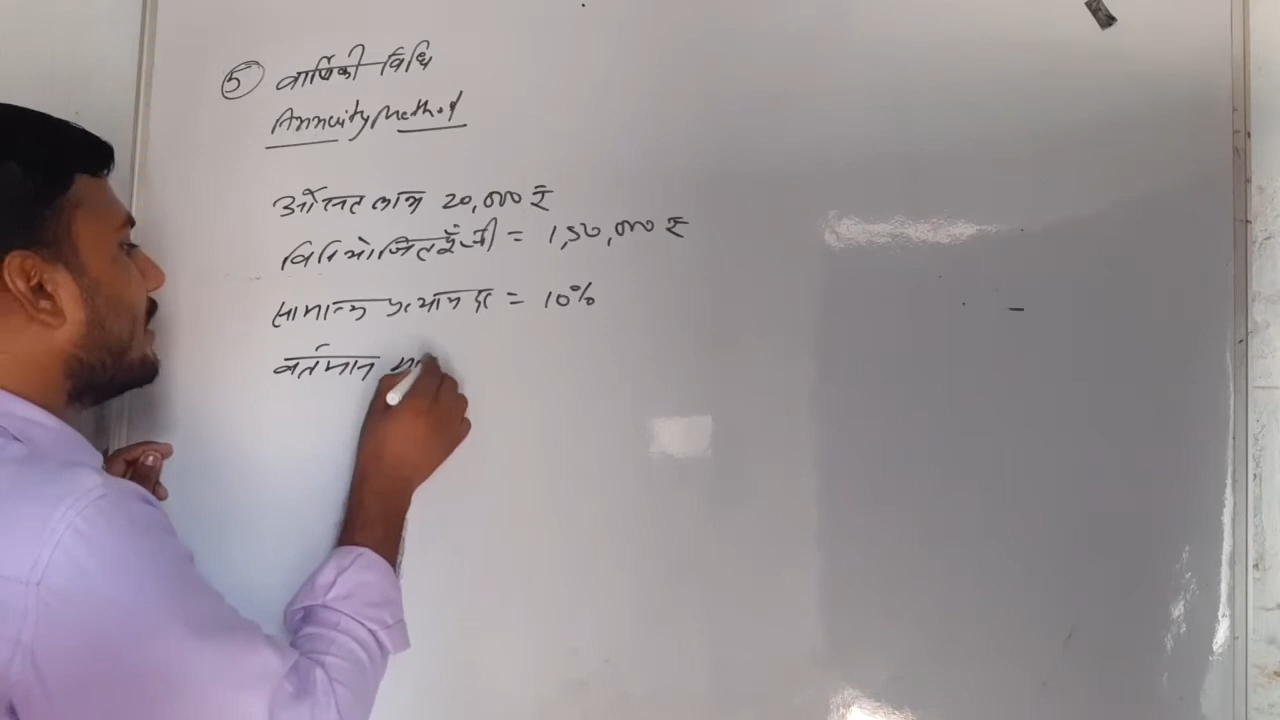 5 वार्षिकी विधि
Annuity Method
औसत लाभ 20,000 ₹
विनियोजित पूँजी = 1,50,000 ₹
सामान्य प्रत्याय दर = 10%
वर्तमान